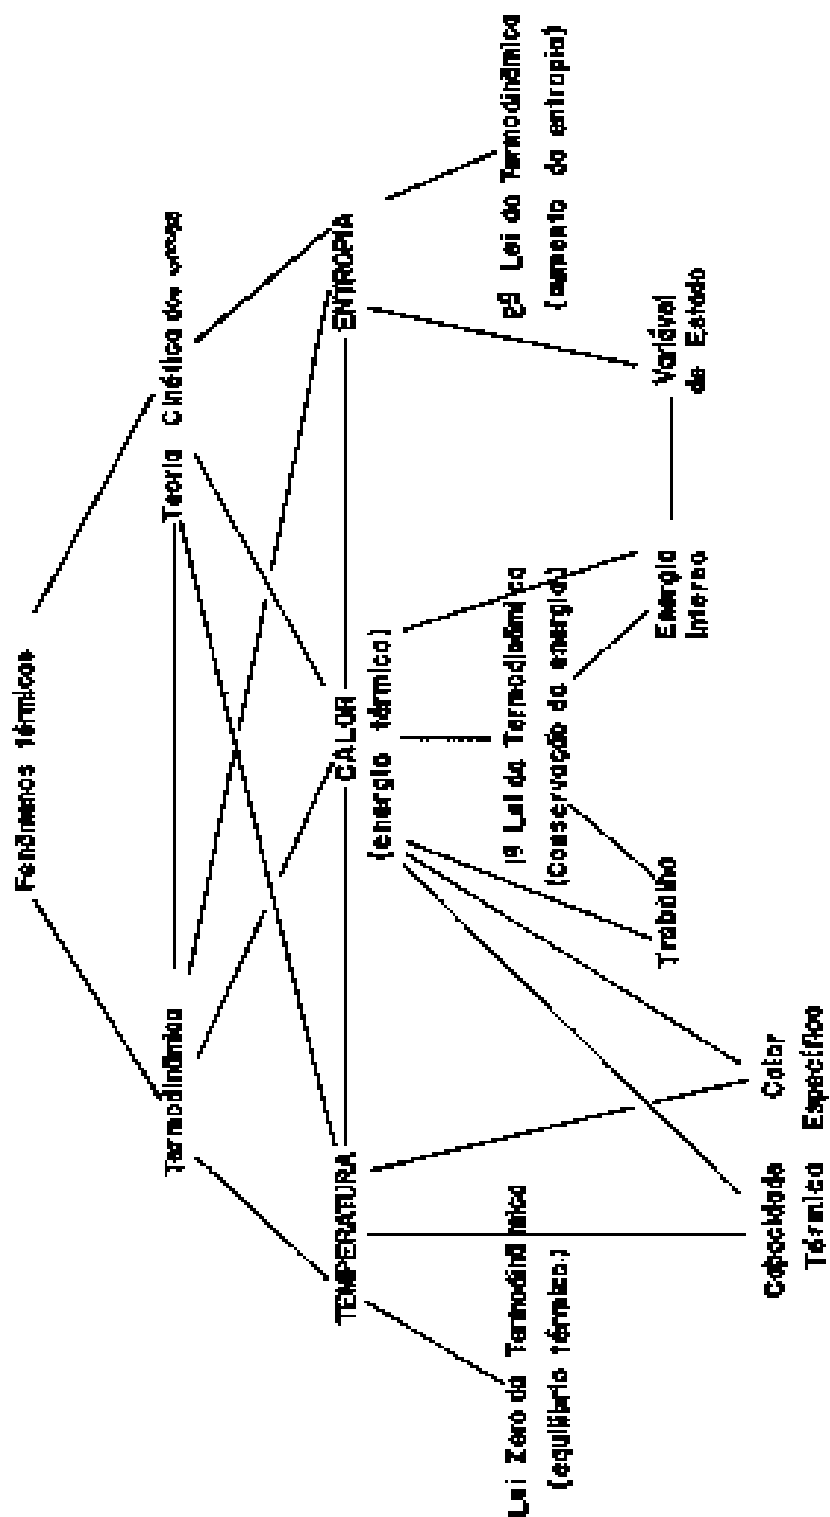 Fenômenos térmicos
Termodinâmica
Teoria Cinética dos
TEMPERATURA
CALOR
(energia térmica)
ENTROPIA
Lei Zero da Termodinâmica
(equilíbrio térmico)
1ª Lei da Termodinâmica
(Conservação da energia)
2ª Lei da Termodinâmica
(aumento da entropia)
Trabalho
Energia
Interna
Variável
de Estado
Capacidade
Térmica
Calor
Específico